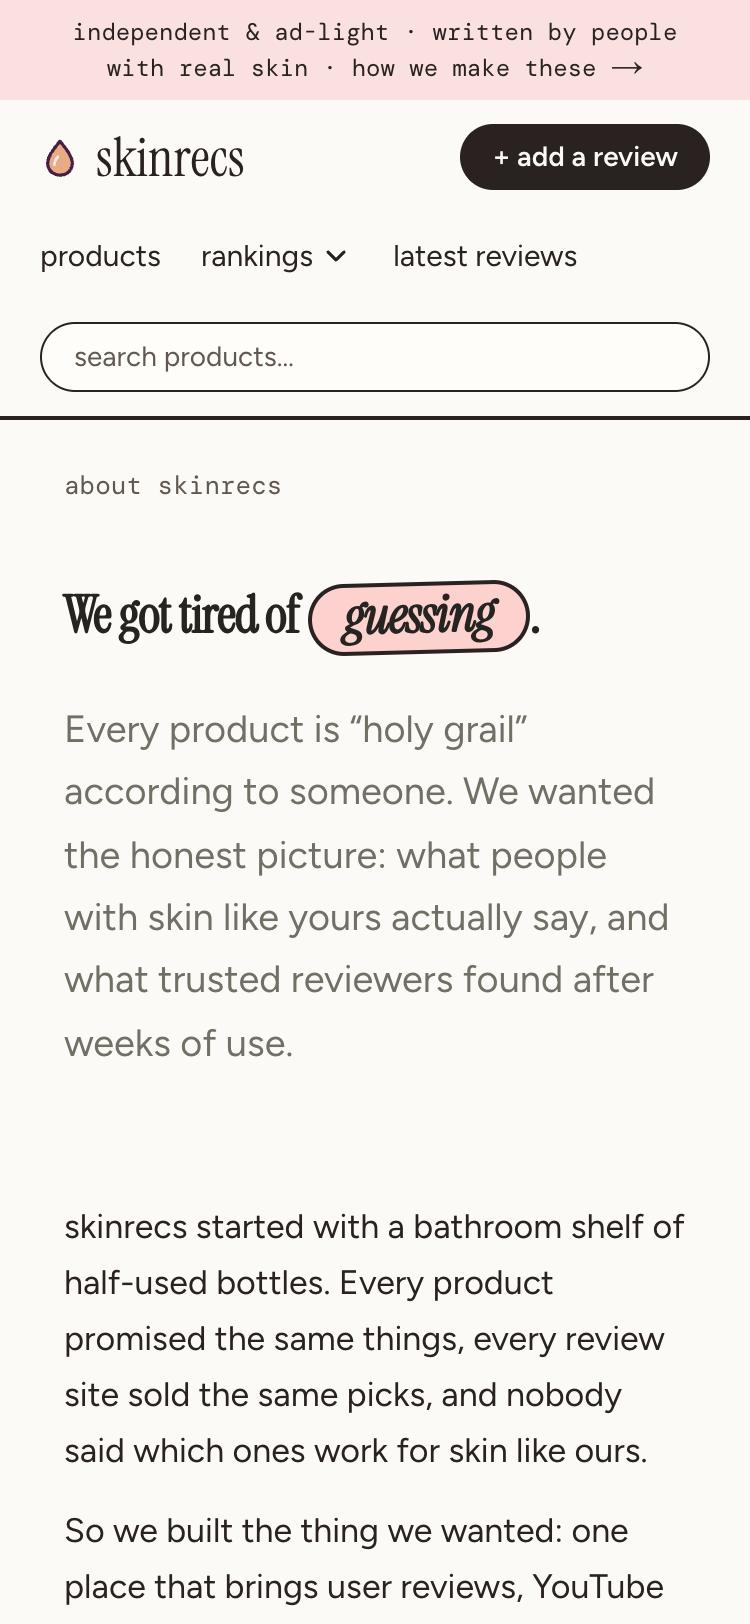 independent & ad-light · written by people
with real skin · how we make these ⟶
skinrecs
+ add a review
products rankings latest reviews
search products...
about skinrecs
We got tired of guessing.
Every product is “holy grail”
according to someone. We wanted
the honest picture: what people
with skin like yours actually say, and
what trusted reviewers found after
weeks of use.
skinrecs started with a bathroom shelf of
half-used bottles. Every product
promised the same things, every review
site sold the same picks, and nobody
said which ones work for skin like ours.
So we built the thing we wanted: one
place that brings user reviews, YouTube